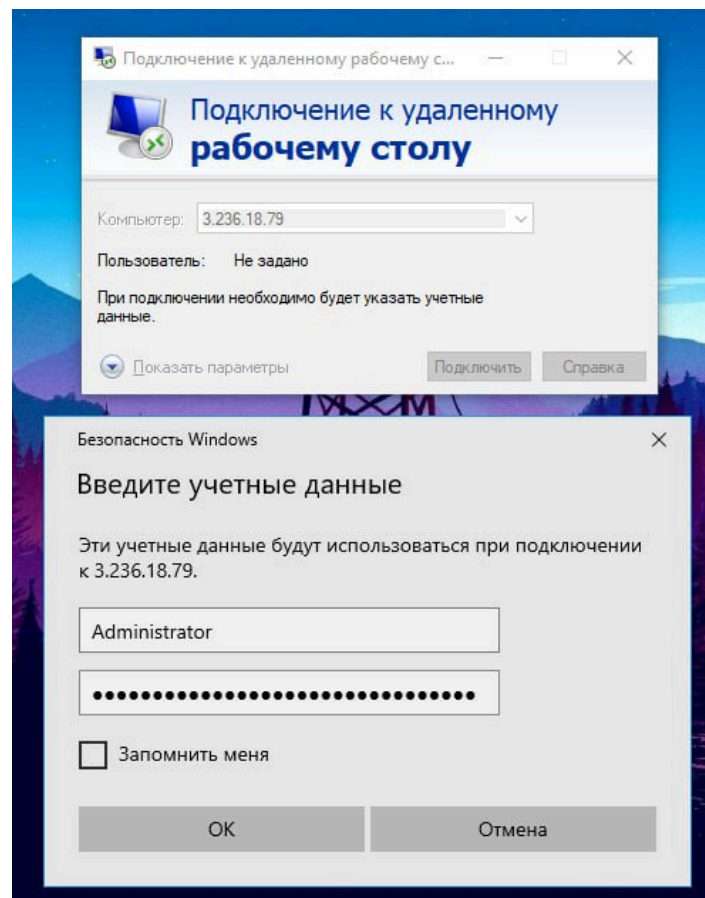 Подключение к удаленному рабочему с...
Подключение к удаленному
рабочему столу
Компьютер: 3.236.18.79
Пользователь: Не задано
При подключении необходимо будет указать учетные
данные.
Показать параметры
Подключить
Справка
Безопасность Windows
Введите учетные данные
Эти учетные данные будут использоваться при подключении
к 3.236.18.79.
Administrator
●●●●●●●●●●●●●●●●●●●●●●●●●●●●●●●●
Запомнить меня
OK
Отмена